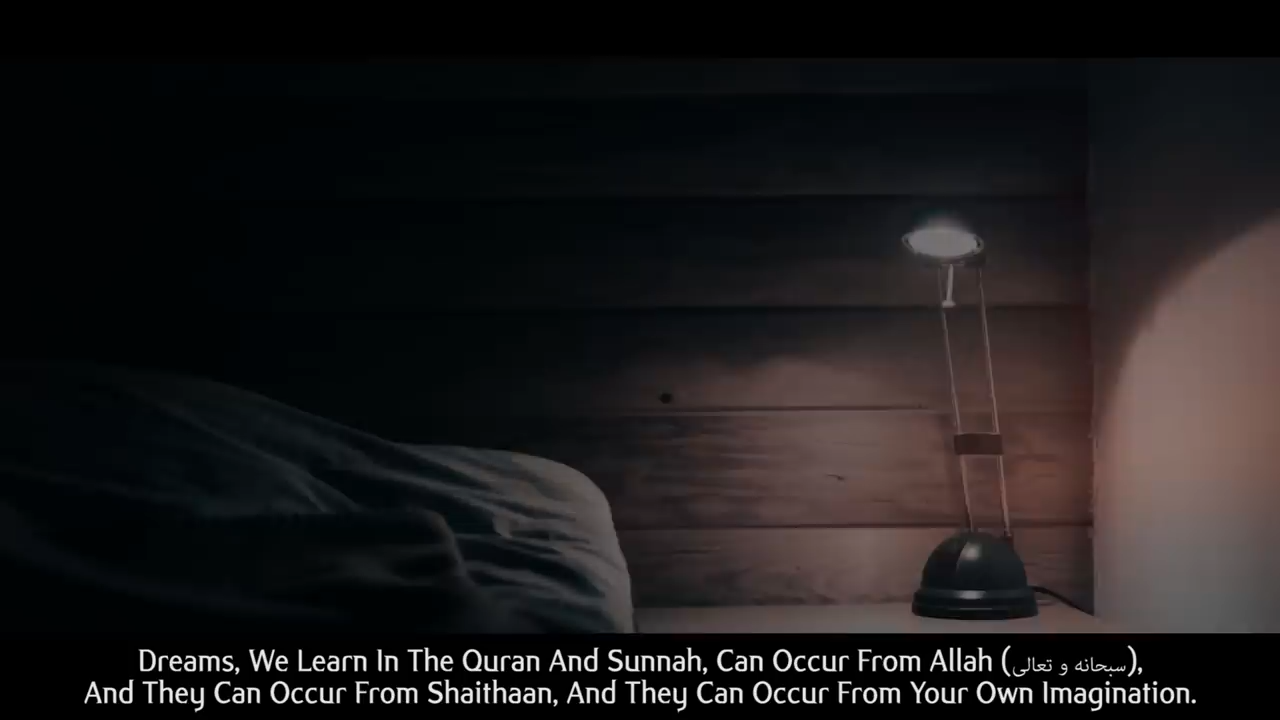 Dreams, We Learn In The Quran And Sunnah, Can Occur From Allah (سبحانه و تعالى),
And They Can Occur From Shaithaan, And They Can Occur From Your Own Imagination.